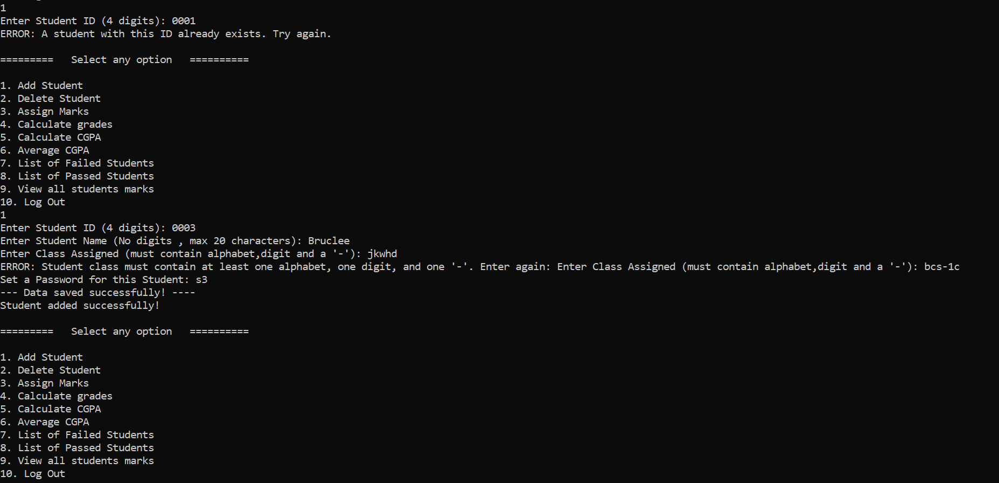 1
Enter Student ID (4 digits): 0001
ERROR: A student with this ID already exists. Try again.
=========   Select any option   ==========
1. Add Student
2. Delete Student
3. Assign Marks
4. Calculate grades
5. Calculate CGPA
6. Average CGPA
7. List of Failed Students
8. List of Passed Students
9. View all students marks
10. Log Out
1
Enter Student ID (4 digits): 0003
Enter Student Name (No digits , max 20 characters): Bruclee
Enter Class Assigned (must contain alphabet,digit and a '-'): jkwhd
ERROR: Student class must contain at least one alphabet, one digit, and one '-'. Enter again: Enter Class Assigned (must contain alphabet,digit and a '-'): bcs-1c
Set a Password for this Student: s3
--- Data saved successfully! ----
Student added successfully!
=========   Select any option   ==========
1. Add Student
2. Delete Student
3. Assign Marks
4. Calculate grades
5. Calculate CGPA
6. Average CGPA
7. List of Failed Students
8. List of Passed Students
9. View all students marks
10. Log Out